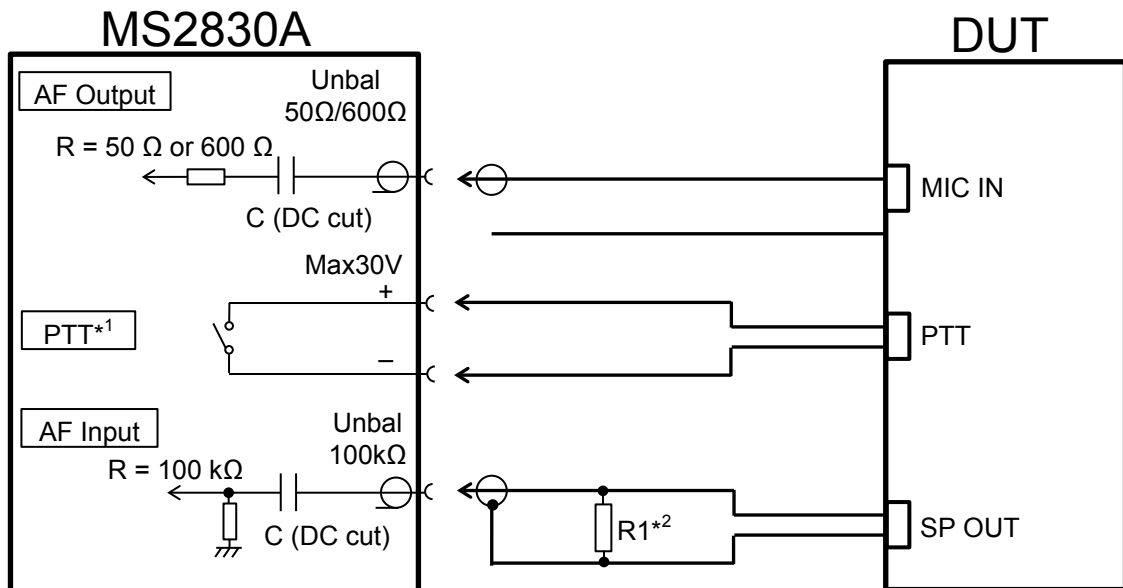 MS2830A
DUT
AF Output
Unbal
50Ω/600Ω
R = 50 Ω or 600 Ω
C (DC cut)
MIC IN
Max30V
+
PTT*1
–
PTT
AF Input
Unbal
100kΩ
R = 100 kΩ
C (DC cut)
R1*2
SP OUT